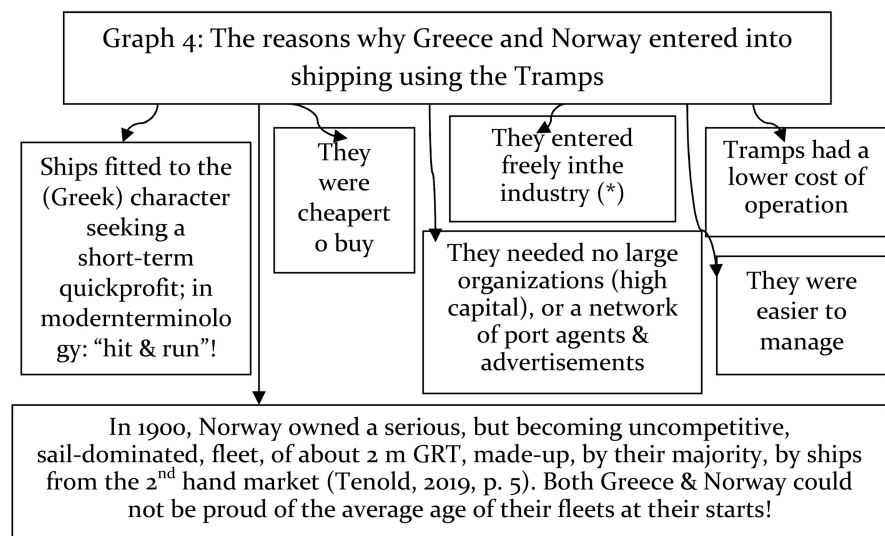 Graph 4: The reasons why Greece and Norway entered into
shipping using the Tramps
Ships fitted to the
(Greek) character
seeking a
short-term
quickprofit; in
modernterminolo
gy: “hit & run”!
They
were
cheapert
o buy
They entered
freely inthe
industry (*)
Tramps had a
lower cost of
operation
They needed no large
organizations (high
capital), or a network
of port agents &
advertisements
They were
easier to
manage
In 1900, Norway owned a serious, but becoming uncompetitive,
sail-dominated, fleet, of about 2 m GRT, made-up, by their majority, by ships
from the 2nd hand market (Tenold, 2019, p. 5). Both Greece & Norway could
not be proud of the average age of their fleets at their starts!